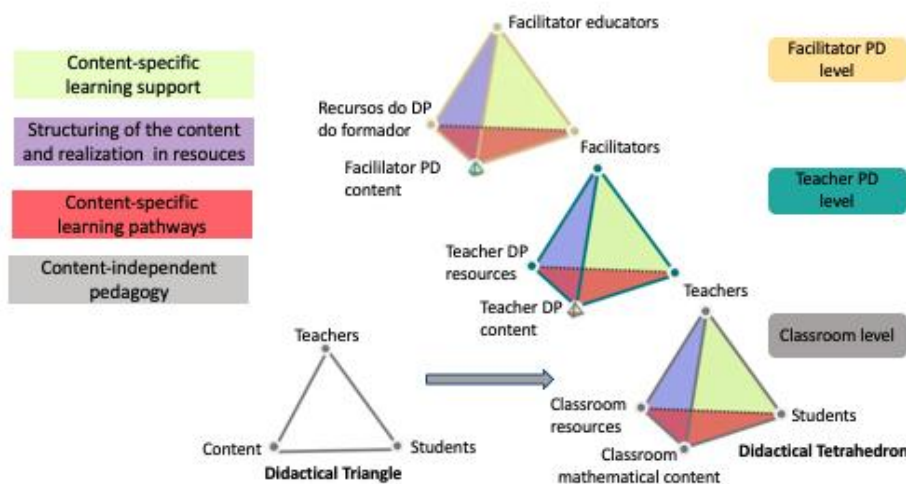 Facilitator educators
Content-specific
learning support
Facilitator PD
level
Recursos do DP
do formador
Structuring of the content
and realization in resouces
Facililator PD
content
Facilitators
Content-specific
learning pathways
Teacher PD
level
Teacher DP
resources
Content-independent
pedagogy
Teacher DP
content
Teachers
Teachers
Classroom level
Classroom
resources
Students
Content
Students
Didactical Triangle
Didactical Tetrahedron
Classroom
mathematical content